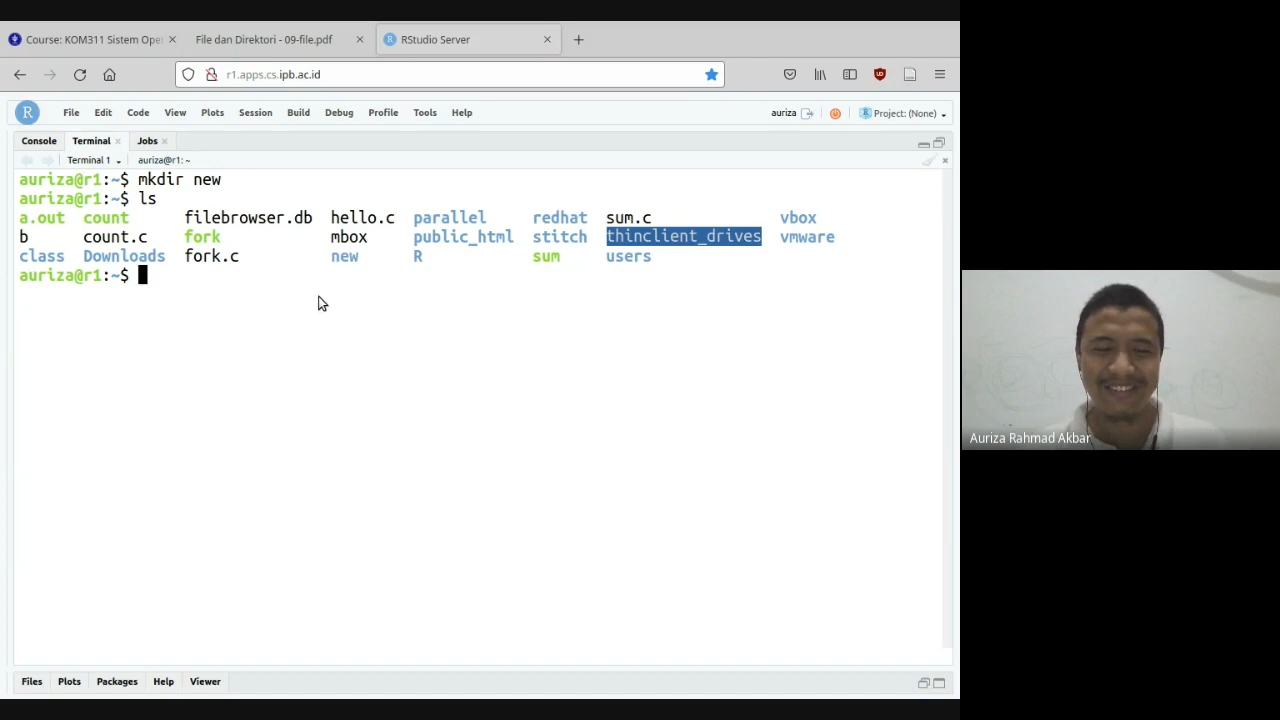 Course: KOM311 Sistem Ope
File dan Direktori - 09-file.pdf
RStudio Server
r1.apps.cs.ipb.ac.id
R File Edit Code View Plots Session Build Debug Profile Tools Help auriza Project: (None)
Console Terminal Jobs
Terminal 1 auriza@r1: ~
auriza@r1:~$ mkdir new
auriza@r1:~$ ls
a.out count filebrowser.db hello.c parallel redhat sum.c vbox
b count.c fork mbox public_html stitch thinclient_drives vmware
class Downloads fork.c new R sum users
auriza@r1:~$
Auriza Rahmad Akbar
Files Plots Packages Help Viewer